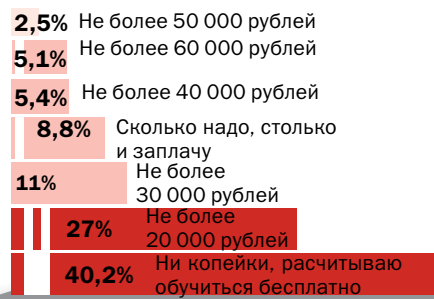 2,5% Не более 50 000 рублей
5,1% Не более 60 000 рублей
5,4% Не более 40 000 рублей
8,8% Сколько надо, столько
и заплачу
11% Не более
30 000 рублей
27% Не более
20 000 рублей
40,2% Ни копейки, расчитываю
обучиться бесплатно